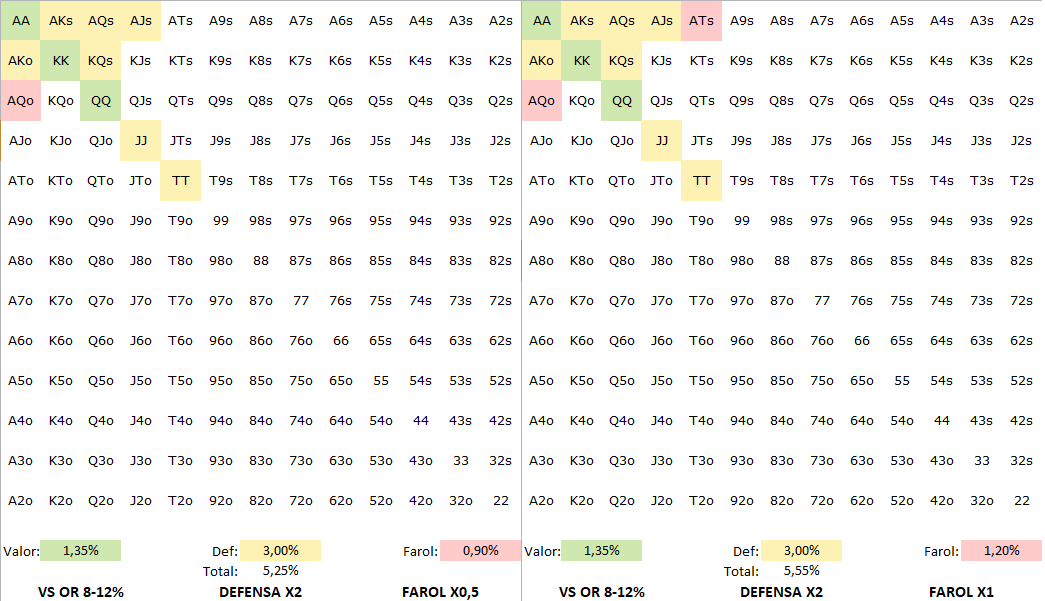 AA AKs AQs AJs ATs A9s A8s A7s A6s A5s A4s A3s A2s AA AKs AQs AJs ATs A9s A8s A7s A6s A5s A4s A3s A2s
AKo KK KQs KJs KTs K9s K8s K7s K6s K5s K4s K3s K2s AKo KK KQs KJs KTs K9s K8s K7s K6s K5s K4s K3s K2s
AQo KQo QQ QJs QTs Q9s Q8s Q7s Q6s Q5s Q4s Q3s Q2s AQo KQo QQ QJs QTs Q9s Q8s Q7s Q6s Q5s Q4s Q3s Q2s
AJo KJo QJo JJ JTs J9s J8s J7s J6s J5s J4s J3s J2s AJo KJo QJo JJ JTs J9s J8s J7s J6s J5s J4s J3s J2s
ATo KTo QTo JTo TT T9s T8s T7s T6s T5s T4s T3s T2s ATo KTo QTo JTo TT T9s T8s T7s T6s T5s T4s T3s T2s
A9o K9o Q9o J9o T9o 99 98s 97s 96s 95s 94s 93s 92s A9o K9o Q9o J9o T9o 99 98s 97s 96s 95s 94s 93s 92s
A8o K8o Q8o J8o T8o 98o 88 87s 86s 85s 84s 83s 82s A8o K8o Q8o J8o T8o 98o 88 87s 86s 85s 84s 83s 82s
A7o K7o Q7o J7o T7o 97o 87o 77 76s 75s 74s 73s 72s A7o K7o Q7o J7o T7o 97o 87o 77 76s 75s 74s 73s 72s
A6o K6o Q6o J6o T6o 96o 86o 76o 66 65s 64s 63s 62s A6o K6o Q6o J6o T6o 96o 86o 76o 66 65s 64s 63s 62s
A5o K5o Q5o J5o T5o 95o 85o 75o 65o 55 54s 53s 52s A5o K5o Q5o J5o T5o 95o 85o 75o 65o 55 54s 53s 52s
A4o K4o Q4o J4o T4o 94o 84o 74o 64o 54o 44 43s 42s A4o K4o Q4o J4o T4o 94o 84o 74o 64o 54o 44 43s 42s
A3o K3o Q3o J3o T3o 93o 83o 73o 63o 53o 43o 33 32s A3o K3o Q3o J3o T3o 93o 83o 73o 63o 53o 43o 33 32s
A2o K2o Q2o J2o T2o 92o 82o 72o 62o 52o 42o 32o 22 A2o K2o Q2o J2o T2o 92o 82o 72o 62o 52o 42o 32o 22
Valor: 1,35% Def: 3,00% Farol: 0,90% Valor: 1,35% Def: 3,00% Farol: 1,20%
Total: 5,25% Total: 5,55%
VS OR 8-12% DEFENSA X2 FAROL X0,5 VS OR 8-12% DEFENSA X2 FAROL X1